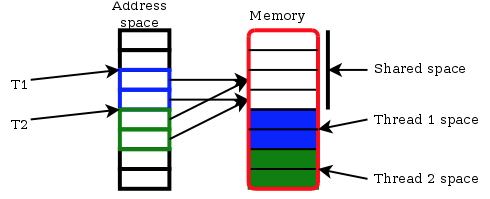 Address
space
Memory
T1
T2
Shared space
Thread 1 space
Thread 2 space